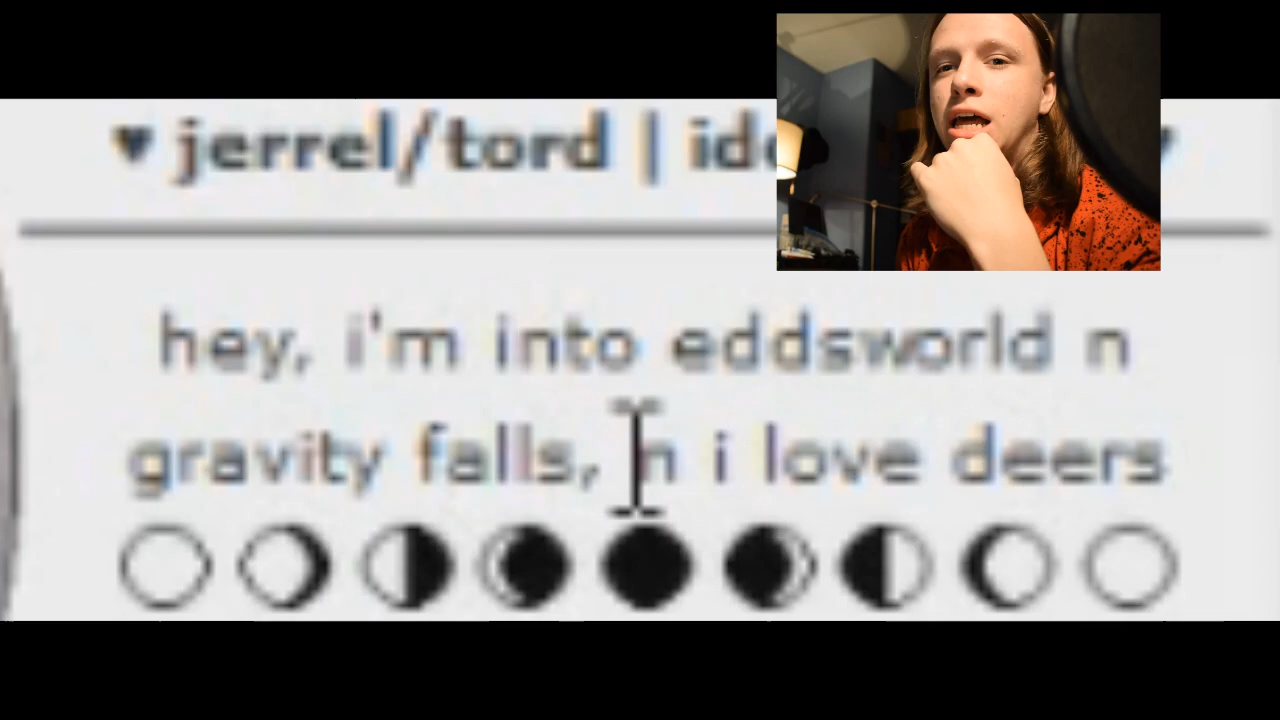 ♥ jerrel/tord |
hey, i'm into eddsworld n
gravity falls, n i love deers